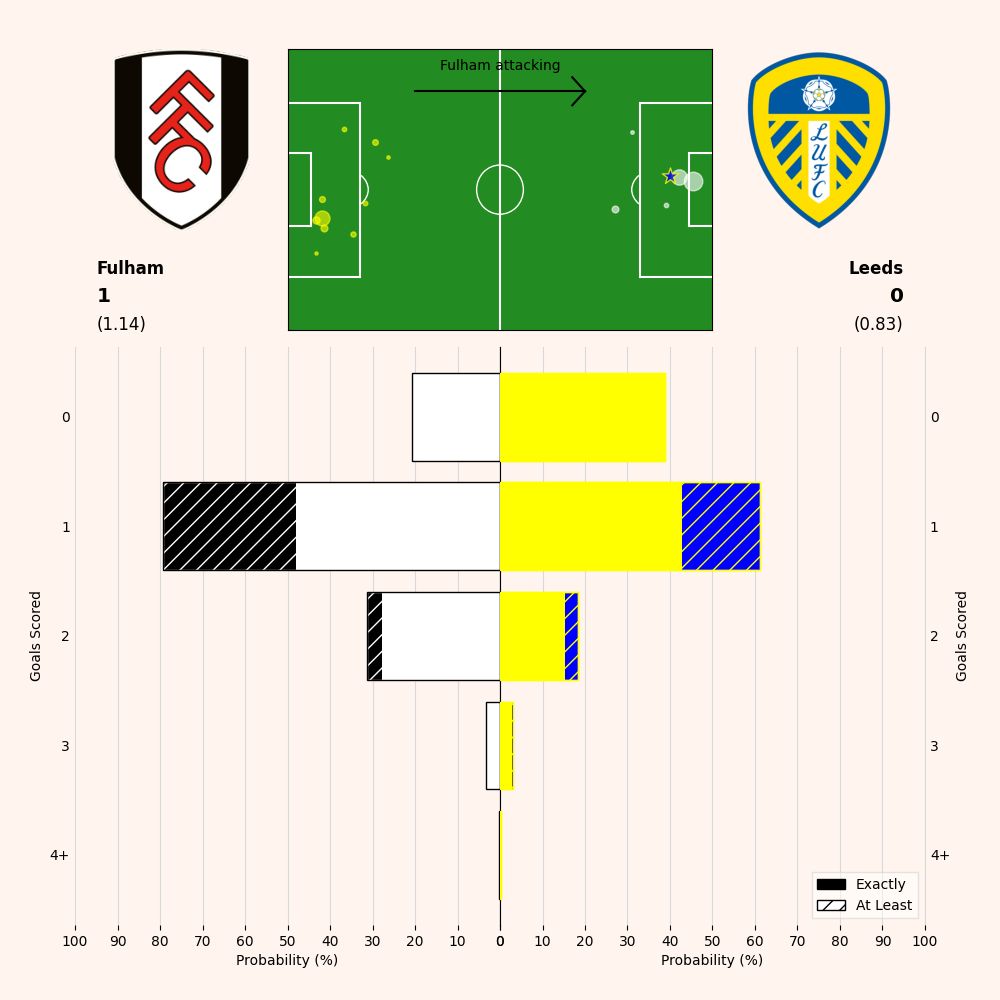 FFC
Fulham attacking
LUFC
Fulham
1
(1.14)
Leeds
0
(0.83)
Goals Scored
0
1
2
3
4+
0
1
2
3
4+
Goals Scored
Exactly
At Least
100 90 80 70 60 50 40 30 20 10 0 10 20 30 40 50 60 70 80 90 100
Probability (%)
Probability (%)